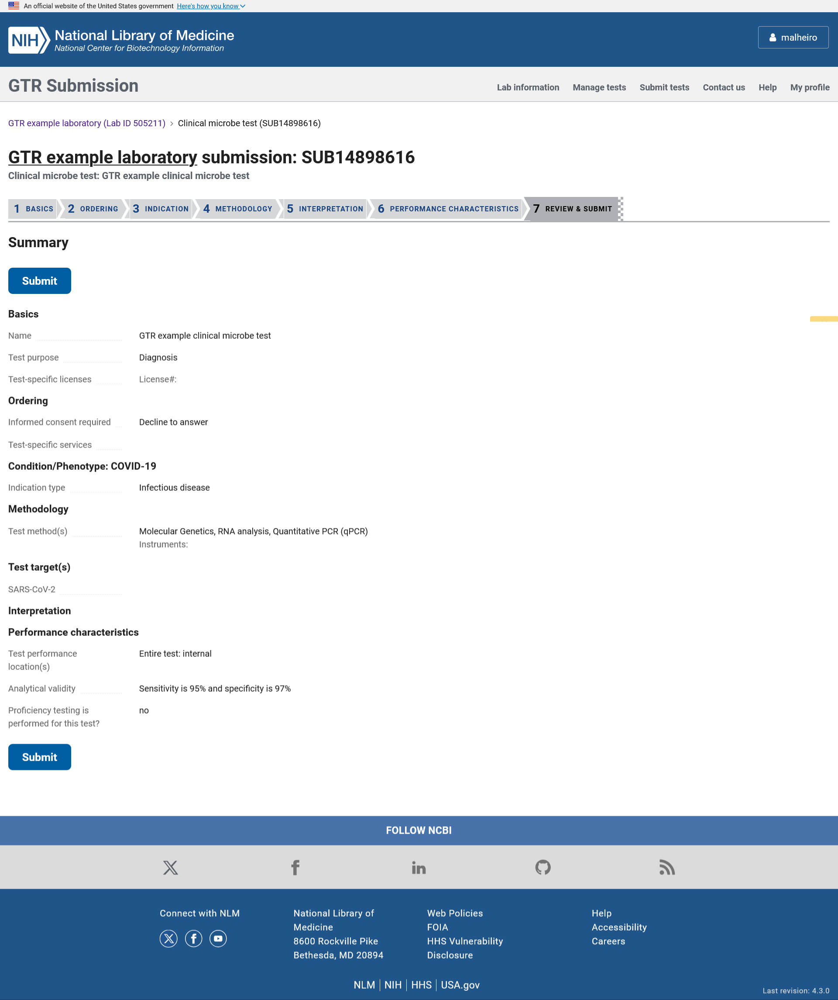 An official website of the United States government Here's how you know
NIH National Library of Medicine
National Center for Biotechnology Information
malheiro
GTR Submission
Lab information Manage tests Submit tests Contact us Help My profile
GTR example laboratory (Lab ID 505211) › Clinical microbe test (SUB14898616)
GTR example laboratory submission: SUB14898616
Clinical microbe test: GTR example clinical microbe test
1 BASICS 2 ORDERING 3 INDICATION 4 METHODOLOGY 5 INTERPRETATION 6 PERFORMANCE CHARACTERISTICS 7 REVIEW & SUBMIT
Summary
Submit
Basics
Name GTR example clinical microbe test
Test purpose Diagnosis
Test-specific licenses License#:
Ordering
Informed consent required Decline to answer
Test-specific services
Condition/Phenotype: COVID-19
Indication type Infectious disease
Methodology
Test method(s) Molecular Genetics, RNA analysis, Quantitative PCR (qPCR)
Instruments:
Test target(s)
SARS-CoV-2
Interpretation
Performance characteristics
Test performance Entire test: internal
location(s)
Analytical validity Sensitivity is 95% and specificity is 97%
Proficiency testing is no
performed for this test?
Submit
FOLLOW NCBI
Connect with NLM
National Library of
Medicine
8600 Rockville Pike
Bethesda, MD 20894
Web Policies
FOIA
HHS Vulnerability
Disclosure
Help
Accessibility
Careers
NLM NIH HHS USA.gov
Last revision: 4.3.0